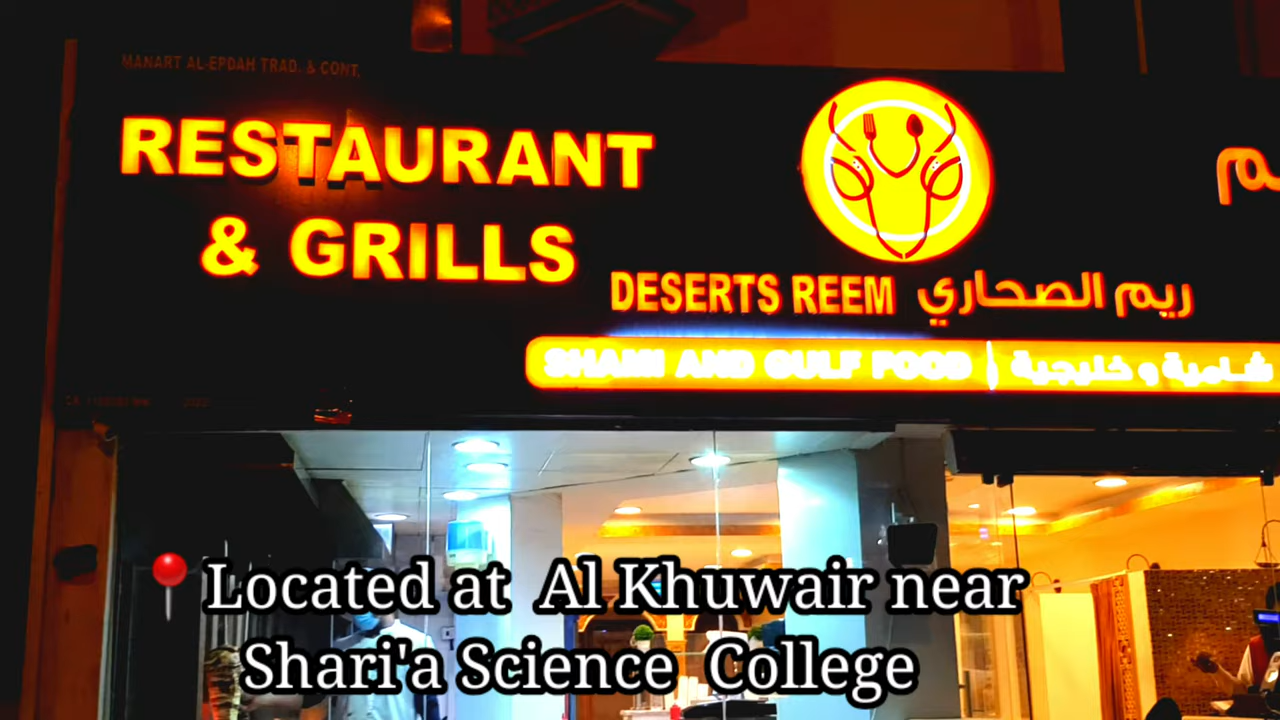 MANART AL-EPDAH TRAD. & CONT.
RESTAURANT
& GRILLS
DESERTS REEM ريم الصحاري
SHAMI AND GULF FOOD | شامية و خليجية
📍Located at Al Khuwair near
Shari'a Science College